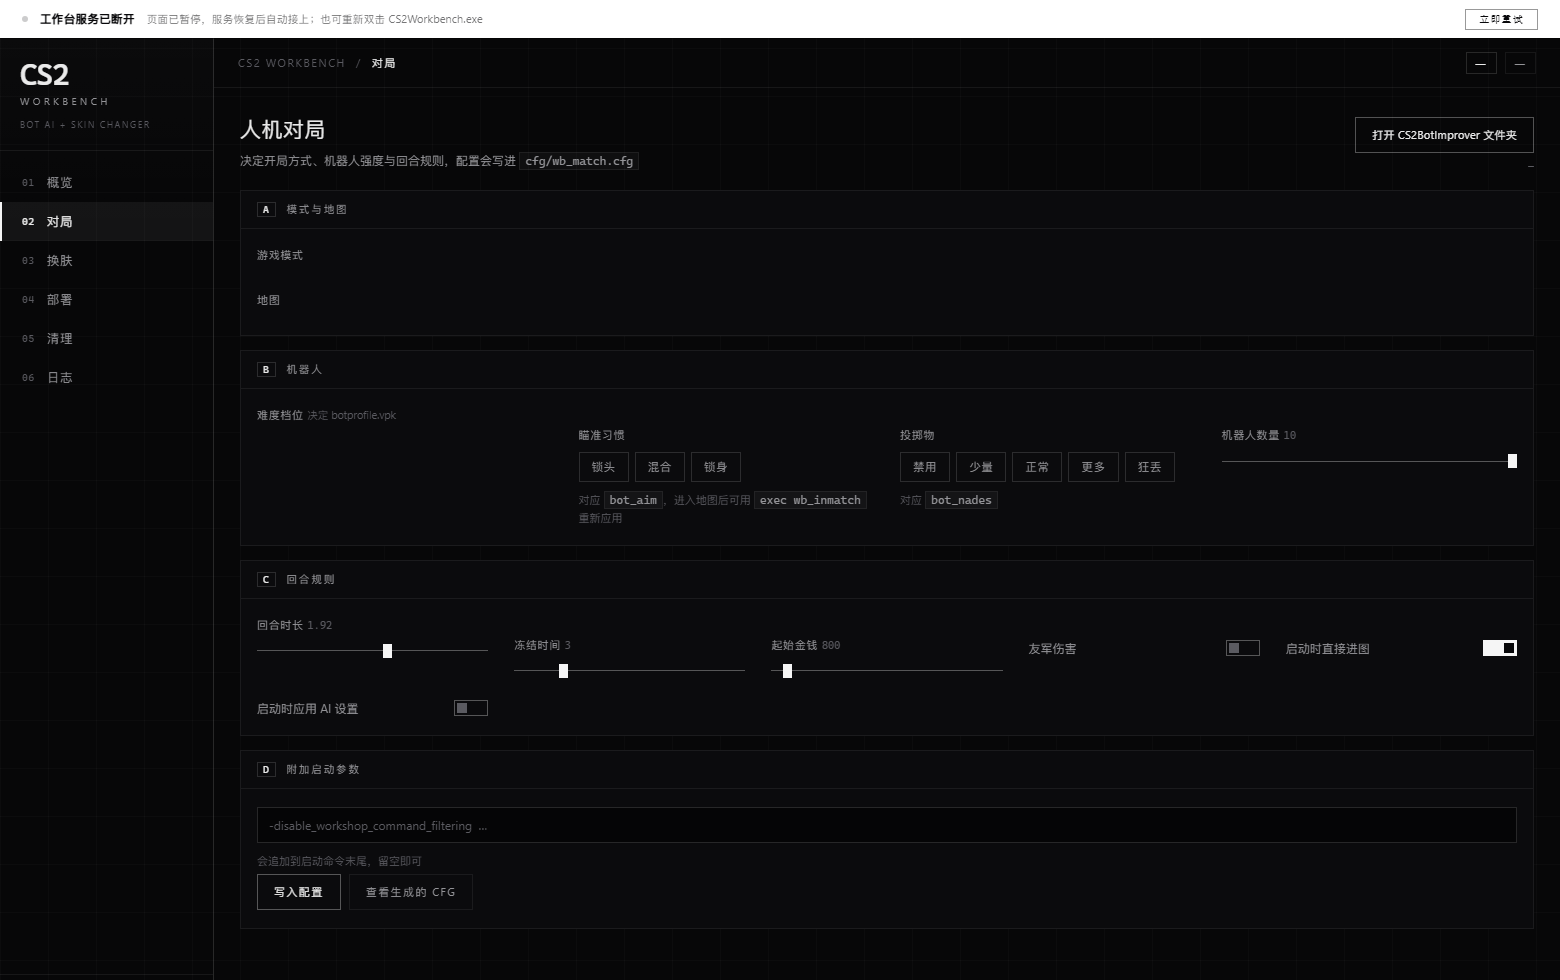 工作台服务已断开 页面已暂停，服务恢复后自动接上；也可重新双击 CS2Workbench.exe 立即重试
CS2
WORKBENCH
BOT AI + SKIN CHANGER
01 概览
02 对局
03 换肤
04 部署
05 清理
06 日志
CS2 WORKBENCH / 对局 — —
人机对局
决定开局方式、机器人强度与回合规则，配置会写进 cfg/wb_match.cfg
打开 CS2BotImprover 文件夹
—
A 模式与地图
游戏模式
地图
B 机器人
难度档位 决定 botprofile.vpk
瞄准习惯
锁头 混合 锁身
对应 bot_aim，进入地图后可用 exec wb_inmatch
重新应用
投掷物
禁用 少量 正常 更多 狂丢
对应 bot_nades
机器人数量 10
C 回合规则
回合时长 1.92
冻结时间 3
起始金钱 800
友军伤害
启动时直接进图
启动时应用 AI 设置
D 附加启动参数
-disable_workshop_command_filtering ...
会追加到启动命令末尾，留空即可
写入配置 查看生成的 CFG